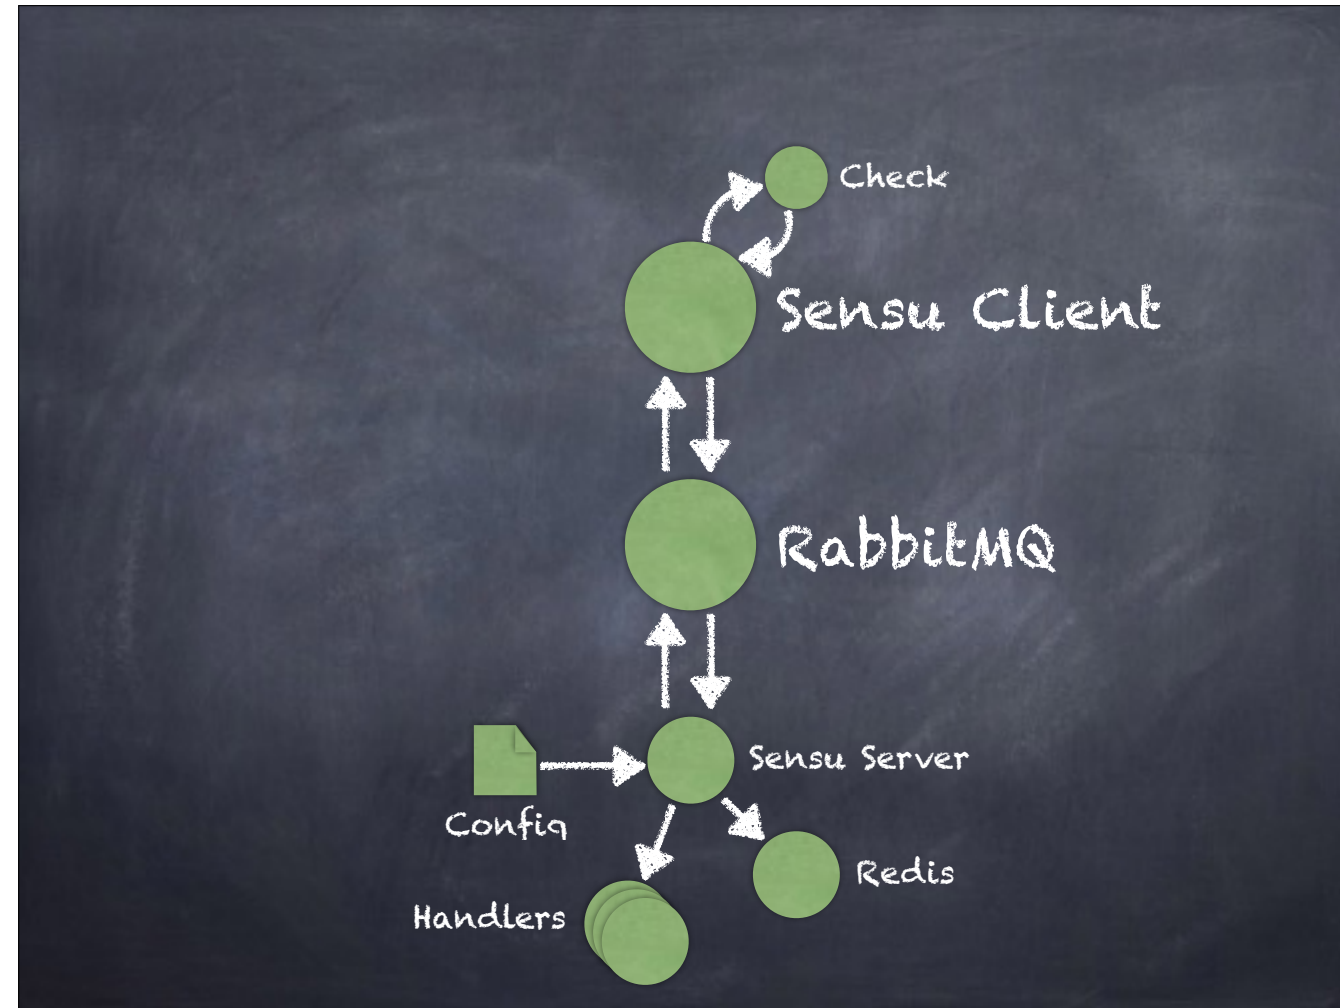 Check
Sensu Client
RabbitMQ
Sensu Server
Config
Redis
Handlers